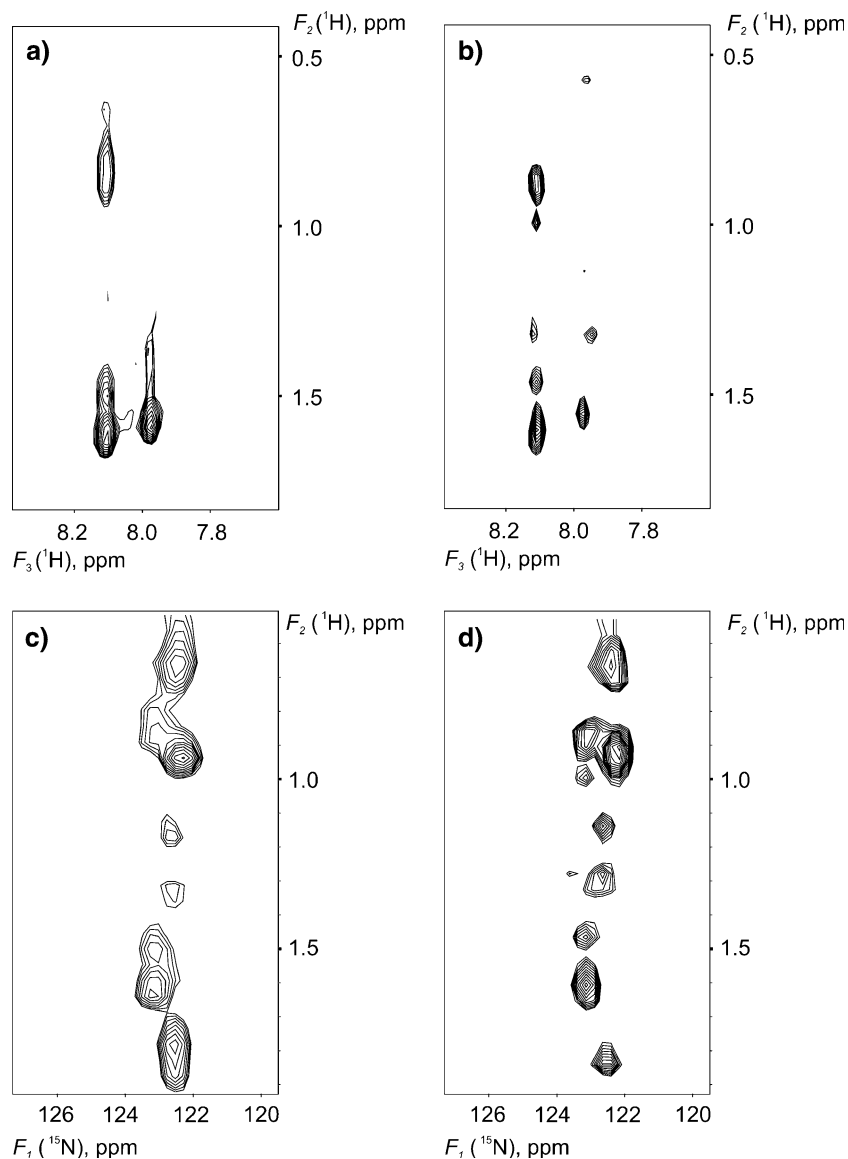 F₂ (¹H), ppm
a)
0.5
1.0
1.5
8.2 8.0 7.8
F₃ (¹H), ppm
F₂ (¹H), ppm
b)
0.5
1.0
1.5
8.2 8.0 7.8
F₃ (¹H), ppm
F₂ (¹H), ppm
c)
1.0
1.5
126 124 122 120
F₁ (¹⁵N), ppm
F₂ (¹H), ppm
d)
1.0
1.5
126 124 122 120
F₁ (¹⁵N), ppm